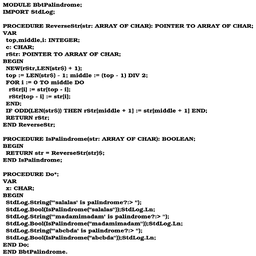 MODULE BbtPalindrome;
IMPORT StdLog;
PROCEDURE ReverseStr(str: ARRAY OF CHAR): POINTER TO ARRAY OF CHAR;
VAR
top,middle,i: INTEGER;
c: CHAR;
rStr: POINTER TO ARRAY OF CHAR;
BEGIN
NEW(rStr,LEN(str$) + 1);
top := LEN(str$) - 1; middle := (top - 1) DIV 2;
FOR i := 0 TO middle DO
rStr[i] := str[top - i];
rStr[top - i] := str[i];
END;
IF ODD(LEN(str$)) THEN rStr[middle + 1] := str[middle + 1] END;
RETURN rStr;
END ReverseStr;
PROCEDURE IsPalindrome(str: ARRAY OF CHAR): BOOLEAN;
BEGIN
RETURN str = ReverseStr(str)$;
END IsPalindrome;
PROCEDURE Do*;
VAR
x: CHAR;
BEGIN
StdLog.String("'salalas' is palindrome?:> ");
StdLog.Bool(IsPalindrome("salalas"));StdLog.Ln;
StdLog.String("'madamimadam' is palindrome?:> ");
StdLog.Bool(IsPalindrome("madamimadam"));StdLog.Ln;
StdLog.String("'abcbda' is palindrome?:> ");
StdLog.Bool(IsPalindrome("abcbda"));StdLog.Ln;
END Do;
END BbtPalindrome.